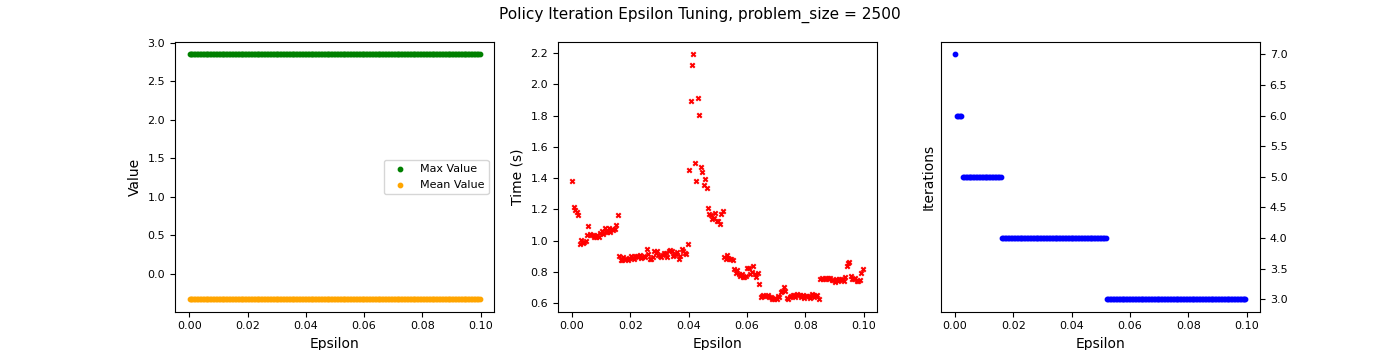 Policy Iteration Epsilon Tuning, problem_size = 2500
Value
3.0
2.5
2.0
1.5
1.0
0.5
0.0
Max Value
Mean Value
0.00 0.02 0.04 0.06 0.08 0.10
Epsilon
Time (s)
2.2
2.0
1.8
1.6
1.4
1.2
1.0
0.8
0.6
0.00 0.02 0.04 0.06 0.08 0.10
Epsilon
Iterations
7.0
6.5
6.0
5.5
5.0
4.5
4.0
3.5
3.0
0.00 0.02 0.04 0.06 0.08 0.10
Epsilon